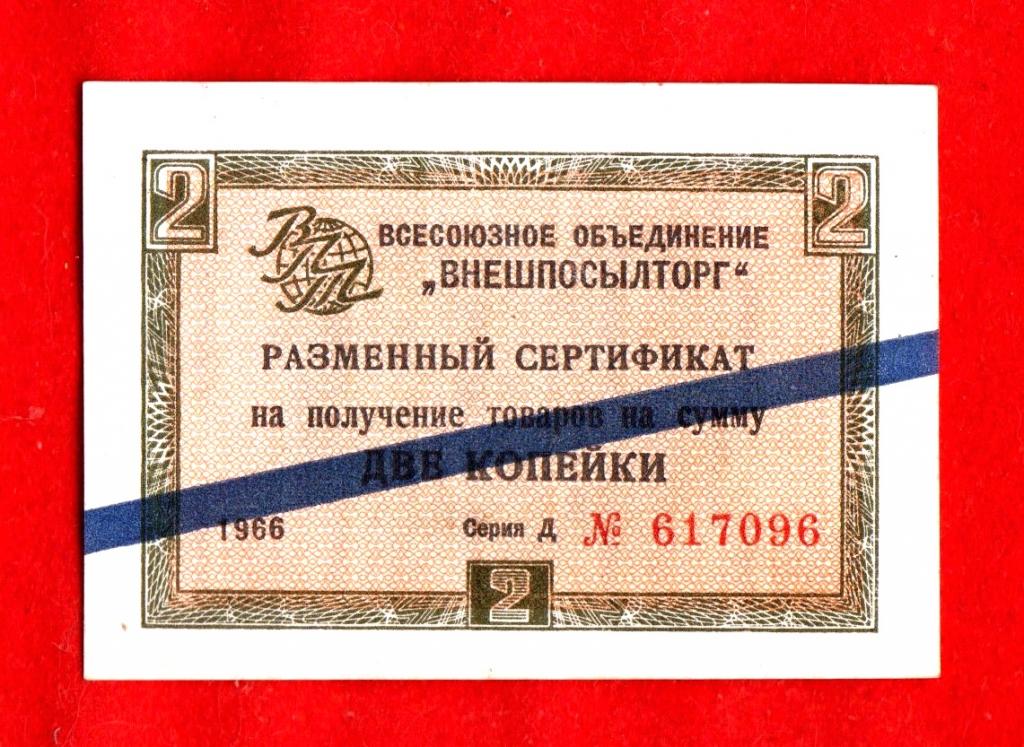 2 2
ВПТ
ВСЕСОЮЗНОЕ ОБЪЕДИНЕНИЕ
„ВНЕШПОСЫЛТОРГ“
РАЗМЕННЫЙ СЕРТИФИКАТ
на получение товаров на сумму
ДВЕ КОПЕЙКИ
1966 Серия Д № 617096
2